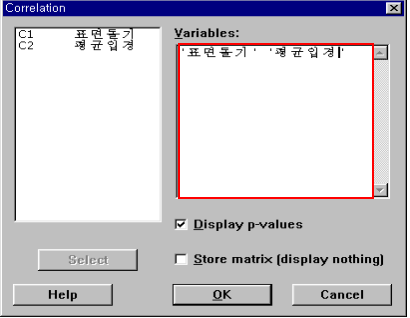 Correlation
C1 표면돌기
C2 평균입경
Variables:
'표면돌기' '평균입경'
Display p-values
Store matrix (display nothing)
Select
Help
OK
Cancel